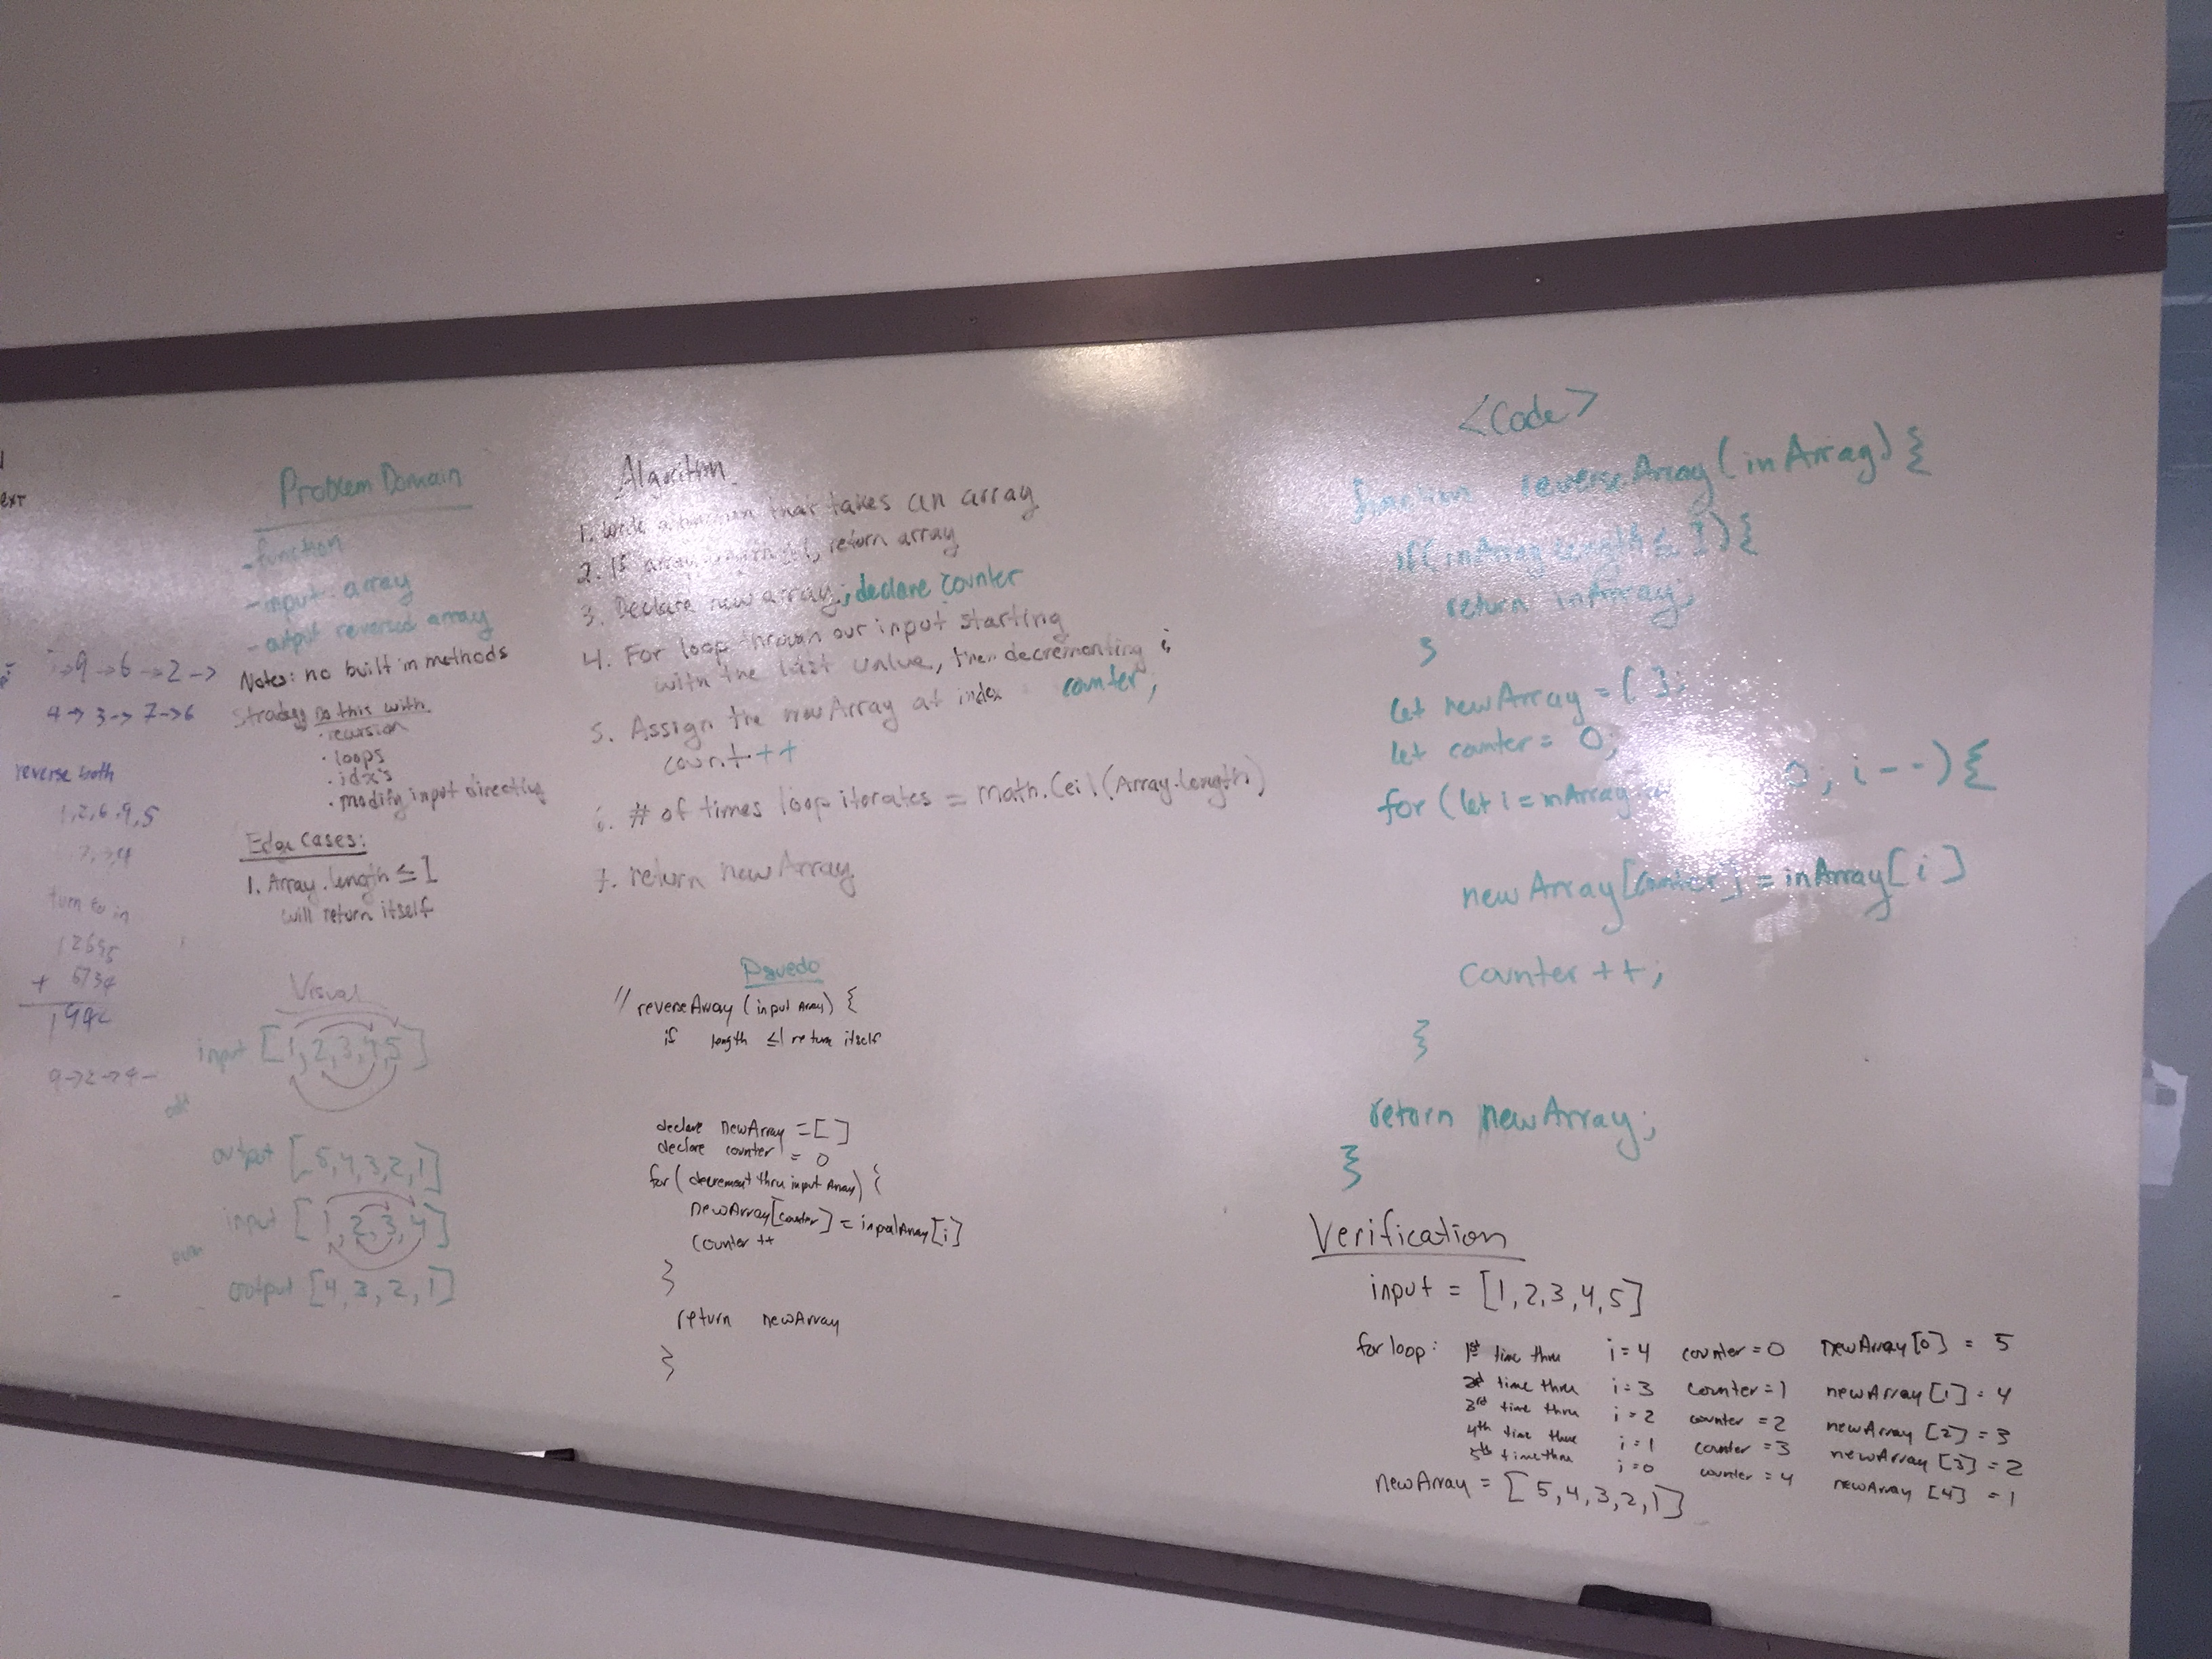 ext
→9→6→2→
4→3→7→6
reverse both
1,2,6,9,5
turn to in
12695
+ 6734
9→2→4-
Problem Domain
-function
-input: array
-output reversed array
Notes: no built in methods
Strategy Do this with
· recursion
· loops
· idx's
· modify input directly
Edge Cases:
1. Array.length ≤ 1
will return itself
Visual
input [1,2,3,4,5]
odd
output [5,4,3,2,1]
input [1,2,3,4]
even
output [4,3,2,1]
Algorithm
1. Write a function that takes an array
2. If array.length ≤ 1, return array
3. Declare new array; declare counter
4. For loop through our input starting
with the last value, then decrementing i
5. Assign the newArray at index counter;
count++
6. # of times loop iterates = math.Ceil(Array.length)
7. return newArray
Psuedo
// reverseArray (input Array) {
if length ≤1 return itself
declare newArray = [ ]
declare counter = 0
for (decrement thru input Array) {
newArray[counter] = inputArray[i]
counter ++
}
return newArray
}
<Code>
function reverseArray(inArray) {
if(inArray.length ≤ 1) {
return inArray;
}
let newArray = [ ];
let counter = 0;
for (let i = inArray 0; i--) {
newArray[counter] = inArray[i]
counter ++;
}
return newArray;
}
Verification
input = [1,2,3,4,5]
for loop: 1st time thru i=4 counter=0 newArray[0] = 5
2nd time thru i=3 counter=1 newArray[1] = 4
3rd time thru i=2 counter=2 newArray[2] = 3
4th time thru i=1 counter=3 newArray[3] = 2
5th time thru i=0 counter=4 newArray[4] = 1
newArray = [5,4,3,2,1]